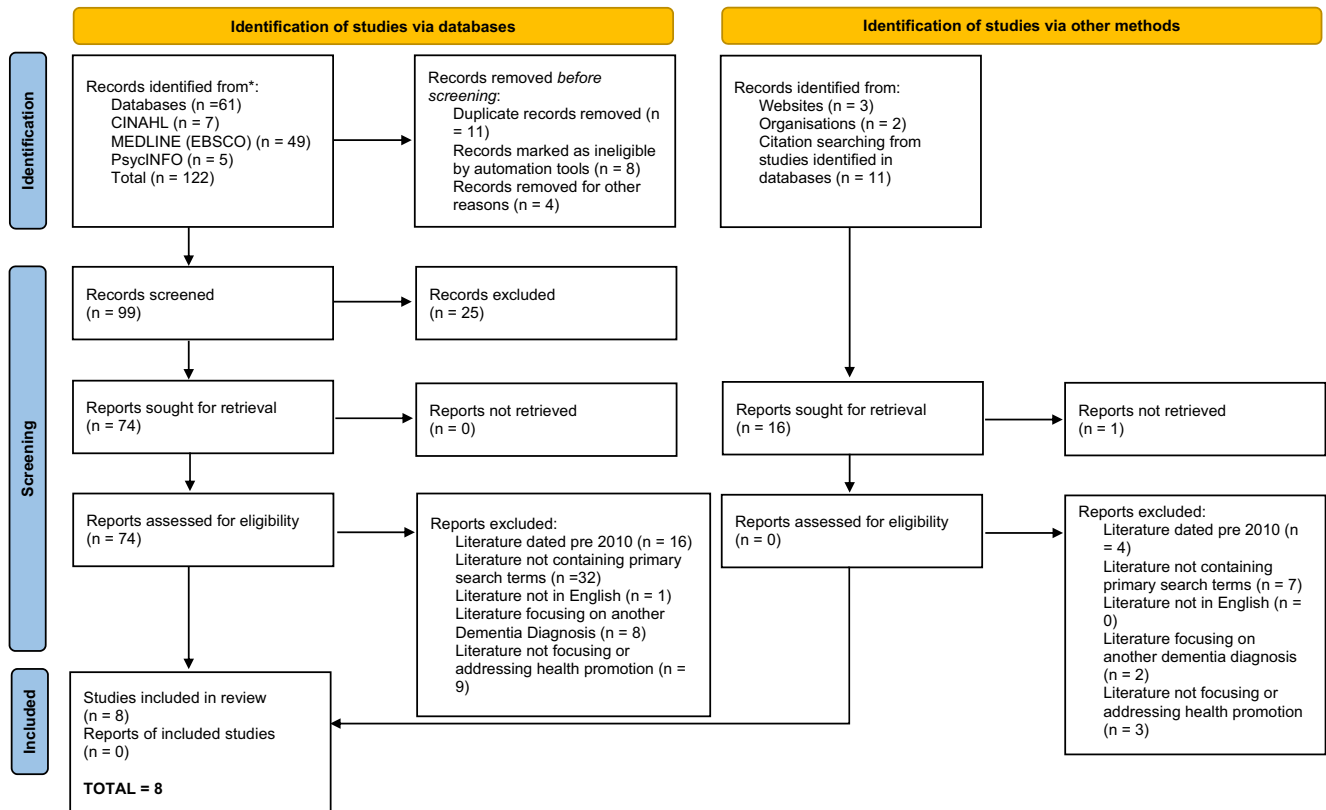 Identification of studies via databases
Identification of studies via other methods
Identification
Records identified from*:
Databases (n =61)
CINAHL (n = 7)
MEDLINE (EBSCO) (n = 49)
PsycINFO (n = 5)
Total (n = 122)
Records removed before
screening:
Duplicate records removed (n
= 11)
Records marked as ineligible
by automation tools (n = 8)
Records removed for other
reasons (n = 4)
Records identified from:
Websites (n = 3)
Organisations (n = 2)
Citation searching from
studies identified in
databases (n = 11)
Screening
Records screened
(n = 99)
Records excluded
(n = 25)
Reports sought for retrieval
(n = 74)
Reports not retrieved
(n = 0)
Reports sought for retrieval
(n = 16)
Reports not retrieved
(n = 1)
Reports assessed for eligibility
(n = 74)
Reports excluded:
Literature dated pre 2010 (n = 16)
Literature not containing primary
search terms (n =32)
Literature not in English (n = 1)
Literature focusing on another
Dementia Diagnosis (n = 8)
Literature not focusing or
addressing health promotion (n =
9)
Reports assessed for eligibility
(n = 0)
Reports excluded:
Literature dated pre 2010 (n
= 4)
Literature not containing
primary search terms (n = 7)
Literature not in English (n =
0)
Literature focusing on
another dementia diagnosis
(n = 2)
Literature not focusing or
addressing health promotion
(n = 3)
Included
Studies included in review
(n = 8)
Reports of included studies
(n = 0)
TOTAL = 8